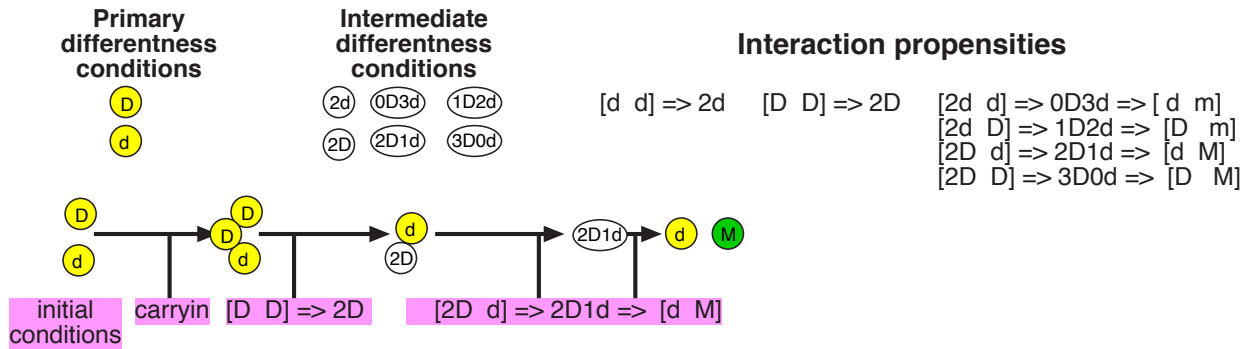 Primary
differentness
conditions
D
d
Intermediate
differentness
conditions
2d 0D3d 1D2d
2D 2D1d 3D0d
Interaction propensities
[d d] => 2d [D D] => 2D [2d d] => 0D3d => [ d m]
[2d D] => 1D2d => [D m]
[2D d] => 2D1d => [d M]
[2D D] => 3D0d => [D M]
D D
D d 2D1d d M
d d 2D
initial
conditions
carryin
[D D] => 2D
[2D d] => 2D1d => [d M]